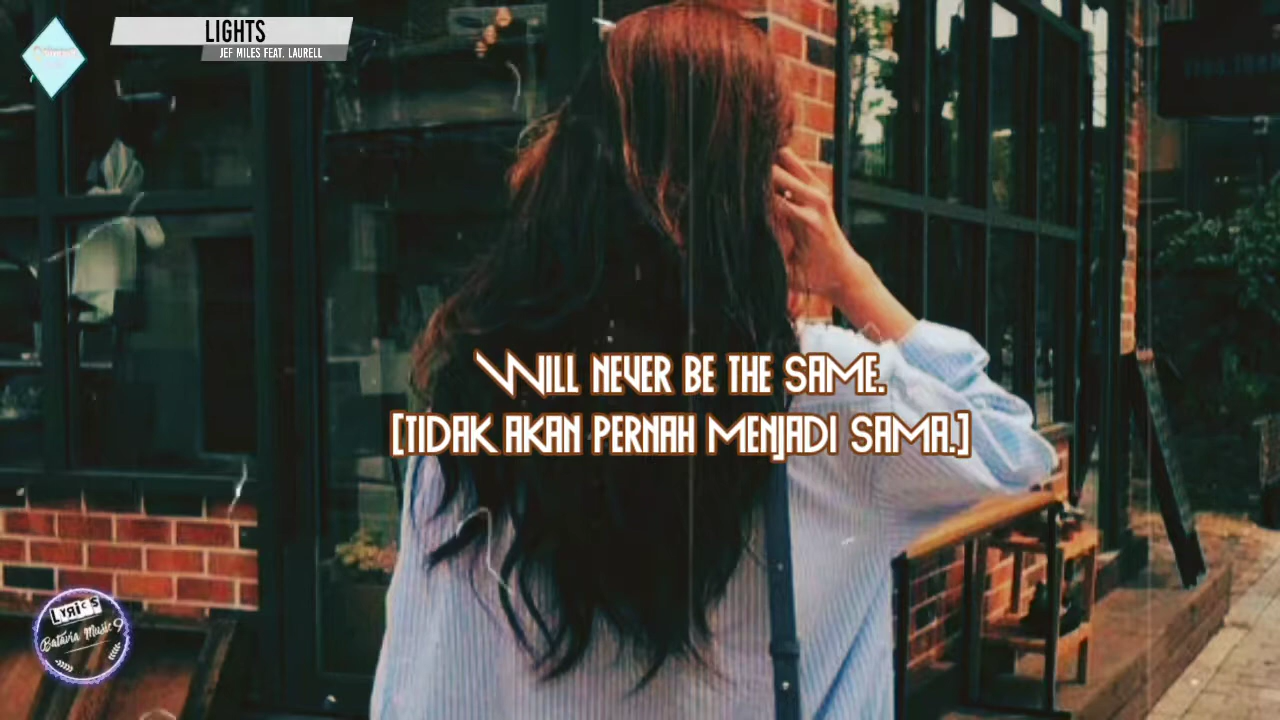 LIGHTS
JEF MILES FEAT. LAURELL
WILL NEVER BE THE SAME.
[TIDAK AKAN PERNAH MENJADI SAMA.]
LYRICS
Batavia Music